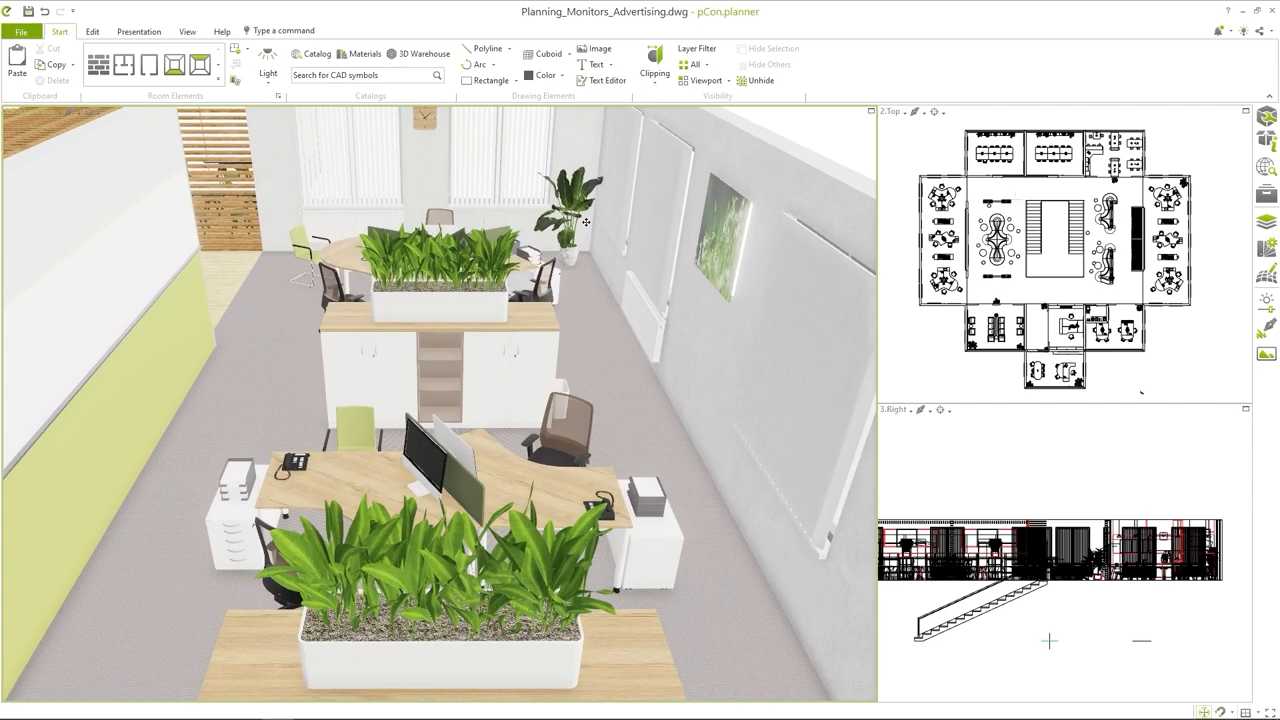 Planning_Monitors_Advertising.dwg - pCon.planner
File Start Edit Presentation View Help Type a command
Paste
Cut
Copy
Delete
Clipboard
Room Elements
Light
Catalog Materials 3D Warehouse
Search for CAD symbols
Catalogs
Polyline Cuboid Image
Arc Text
Rectangle Color Text Editor
Drawing Elements
Clipping
Layer Filter
All
Viewport
Hide Selection
Hide Others
Unhide
Visibility
2.Top
3.Right